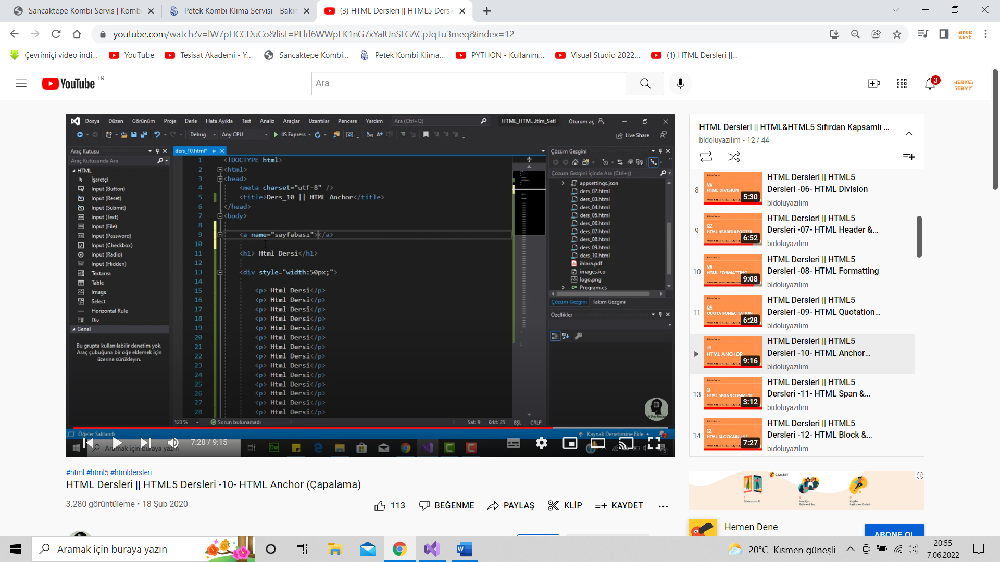 Sancaktepe Kombi Servis | Kombi
Petek Kombi Klima Servisi - Bakın
(3) HTML Dersleri || HTML5 Dersle
youtube.com/watch?v=lW7pHCCDuCo&list=PLld6WWpFK1nG7xYaIUnSLGACpJqTu3meq&index=12
MERKEZ
SERVİS
Çevrimiçi video indi...
YouTube
Tesisat Akademi - Y...
Sancaktepe Kombi...
Petek Kombi Klima...
PYTHON - Kullanım...
Visual Studio 2022...
(1) HTML Dersleri ||...
YouTube TR
Ara
3
MERKEZ
SERVİS
Dosya Düzen Görünüm Proje Derle Hata Ayıkla Test Analiz Araçlar Uzantılar Pencere Yardım Ara (Ctrl+Q) HTML_HTM...itim_Seti Oturum aç
Debug Any CPU IIS Express Live Share
Araç Kutusu
Araç Kutusunda Ara
HTML
İşaretçi
Input (Button)
Input (Reset)
Input (Submit)
Input (Text)
Input (File)
Input (Password)
Input (Checkbox)
Input (Radio)
Input (Hidden)
Textarea
Table
Image
Select
Horizontal Rule
Div
Genel
Bu grupta kullanılabilir denetim yok.
Araç çubuğuna bir öğe eklemek için
üzerine sürükleyin.
ders_10.html*
1 <!DOCTYPE html>
2 <html>
3 <head>
4 <meta charset="utf-8" />
5 <title>Ders_10 || HTML Anchor</title>
6 </head>
7 <body>
8
9 <a name="sayfabası"></a>
10
11 <h1> Html Dersi</h1>
12
13 <div style="width:50px;">
14
15 <p> Html Dersi</p>
16 <p> Html Dersi</p>
17 <p> Html Dersi</p>
18 <p> Html Dersi</p>
19 <p> Html Dersi</p>
20 <p> Html Dersi</p>
21 <p> Html Dersi</p>
22 <p> Html Dersi</p>
23 <p> Html Dersi</p>
24 <p> Html Dersi</p>
25 <p> Html Dersi</p>
26 <p> Html Dersi</p>
27 <p> Html Dersi</p>
28 <p> Html Dersi</p>
123 % Sorun bulunamadı Sat: 9 Krkt: 25 BŞL CRLF
Çözüm Gezgini
Çözüm Gezgini İçinde Ara (Ctrl+ş)
appsettings.json
ders_02.html
ders_03.html
ders_04.html
ders_05.html
ders_06.html
ders_07.html
ders_08.html
ders_09.html
ders_10.html
ihlara.pdf
images.ico
logo.png
Program.cs
Çözüm Gezgini Takım Gezgini
Özellikler
Öğeler Saklandı
Kaynak Denetimine Ekle
2
Aramak için buraya yazın
7:28 / 9:15
#html #html5 #htmldersleri
HTML Dersleri || HTML5 Dersleri -10- HTML Anchor (Çapalama)
3.280 görüntüleme • 18 Şub 2020
113 BEĞENME PAYLAŞ KLİP KAYDET
HTML Dersleri || HTML&HTML5 Sıfırdan Kapsamlı ...
bidoluyazılım - 12 / 44
8
06
HTML DIVISION
5:30
HTML Dersleri || HTML5
Dersleri -06- HTML Division
bidoluyazılım
9
07
HTML HEADER&FOOTER
6:52
HTML Dersleri || HTML5
Dersleri -07- HTML Header &...
bidoluyazılım
10
08
HTML FORMATTING
9:08
HTML Dersleri || HTML5
Dersleri -08- HTML Formatting
bidoluyazılım
11
09
QUOTATION&CITATION
6:28
HTML Dersleri || HTML5
Dersleri -09- HTML Quotation...
bidoluyazılım
10
HTML ANCHOR
9:16
HTML Dersleri || HTML5
Dersleri -10- HTML Anchor...
bidoluyazılım
13
11
HTML SPAN&COMMENT
3:12
HTML Dersleri || HTML5
Dersleri -11- HTML Span &...
bidoluyazılım
14
12
HTML BLOCK&INLINE
7:27
HTML Dersleri || HTML5
Dersleri -12- HTML Block &...
bidoluyazılım
CAMBLY
Hemen Dene
ABONE OL
Aramak için buraya yazın
20°C Kısmen güneşli
20:55
7.06.2022